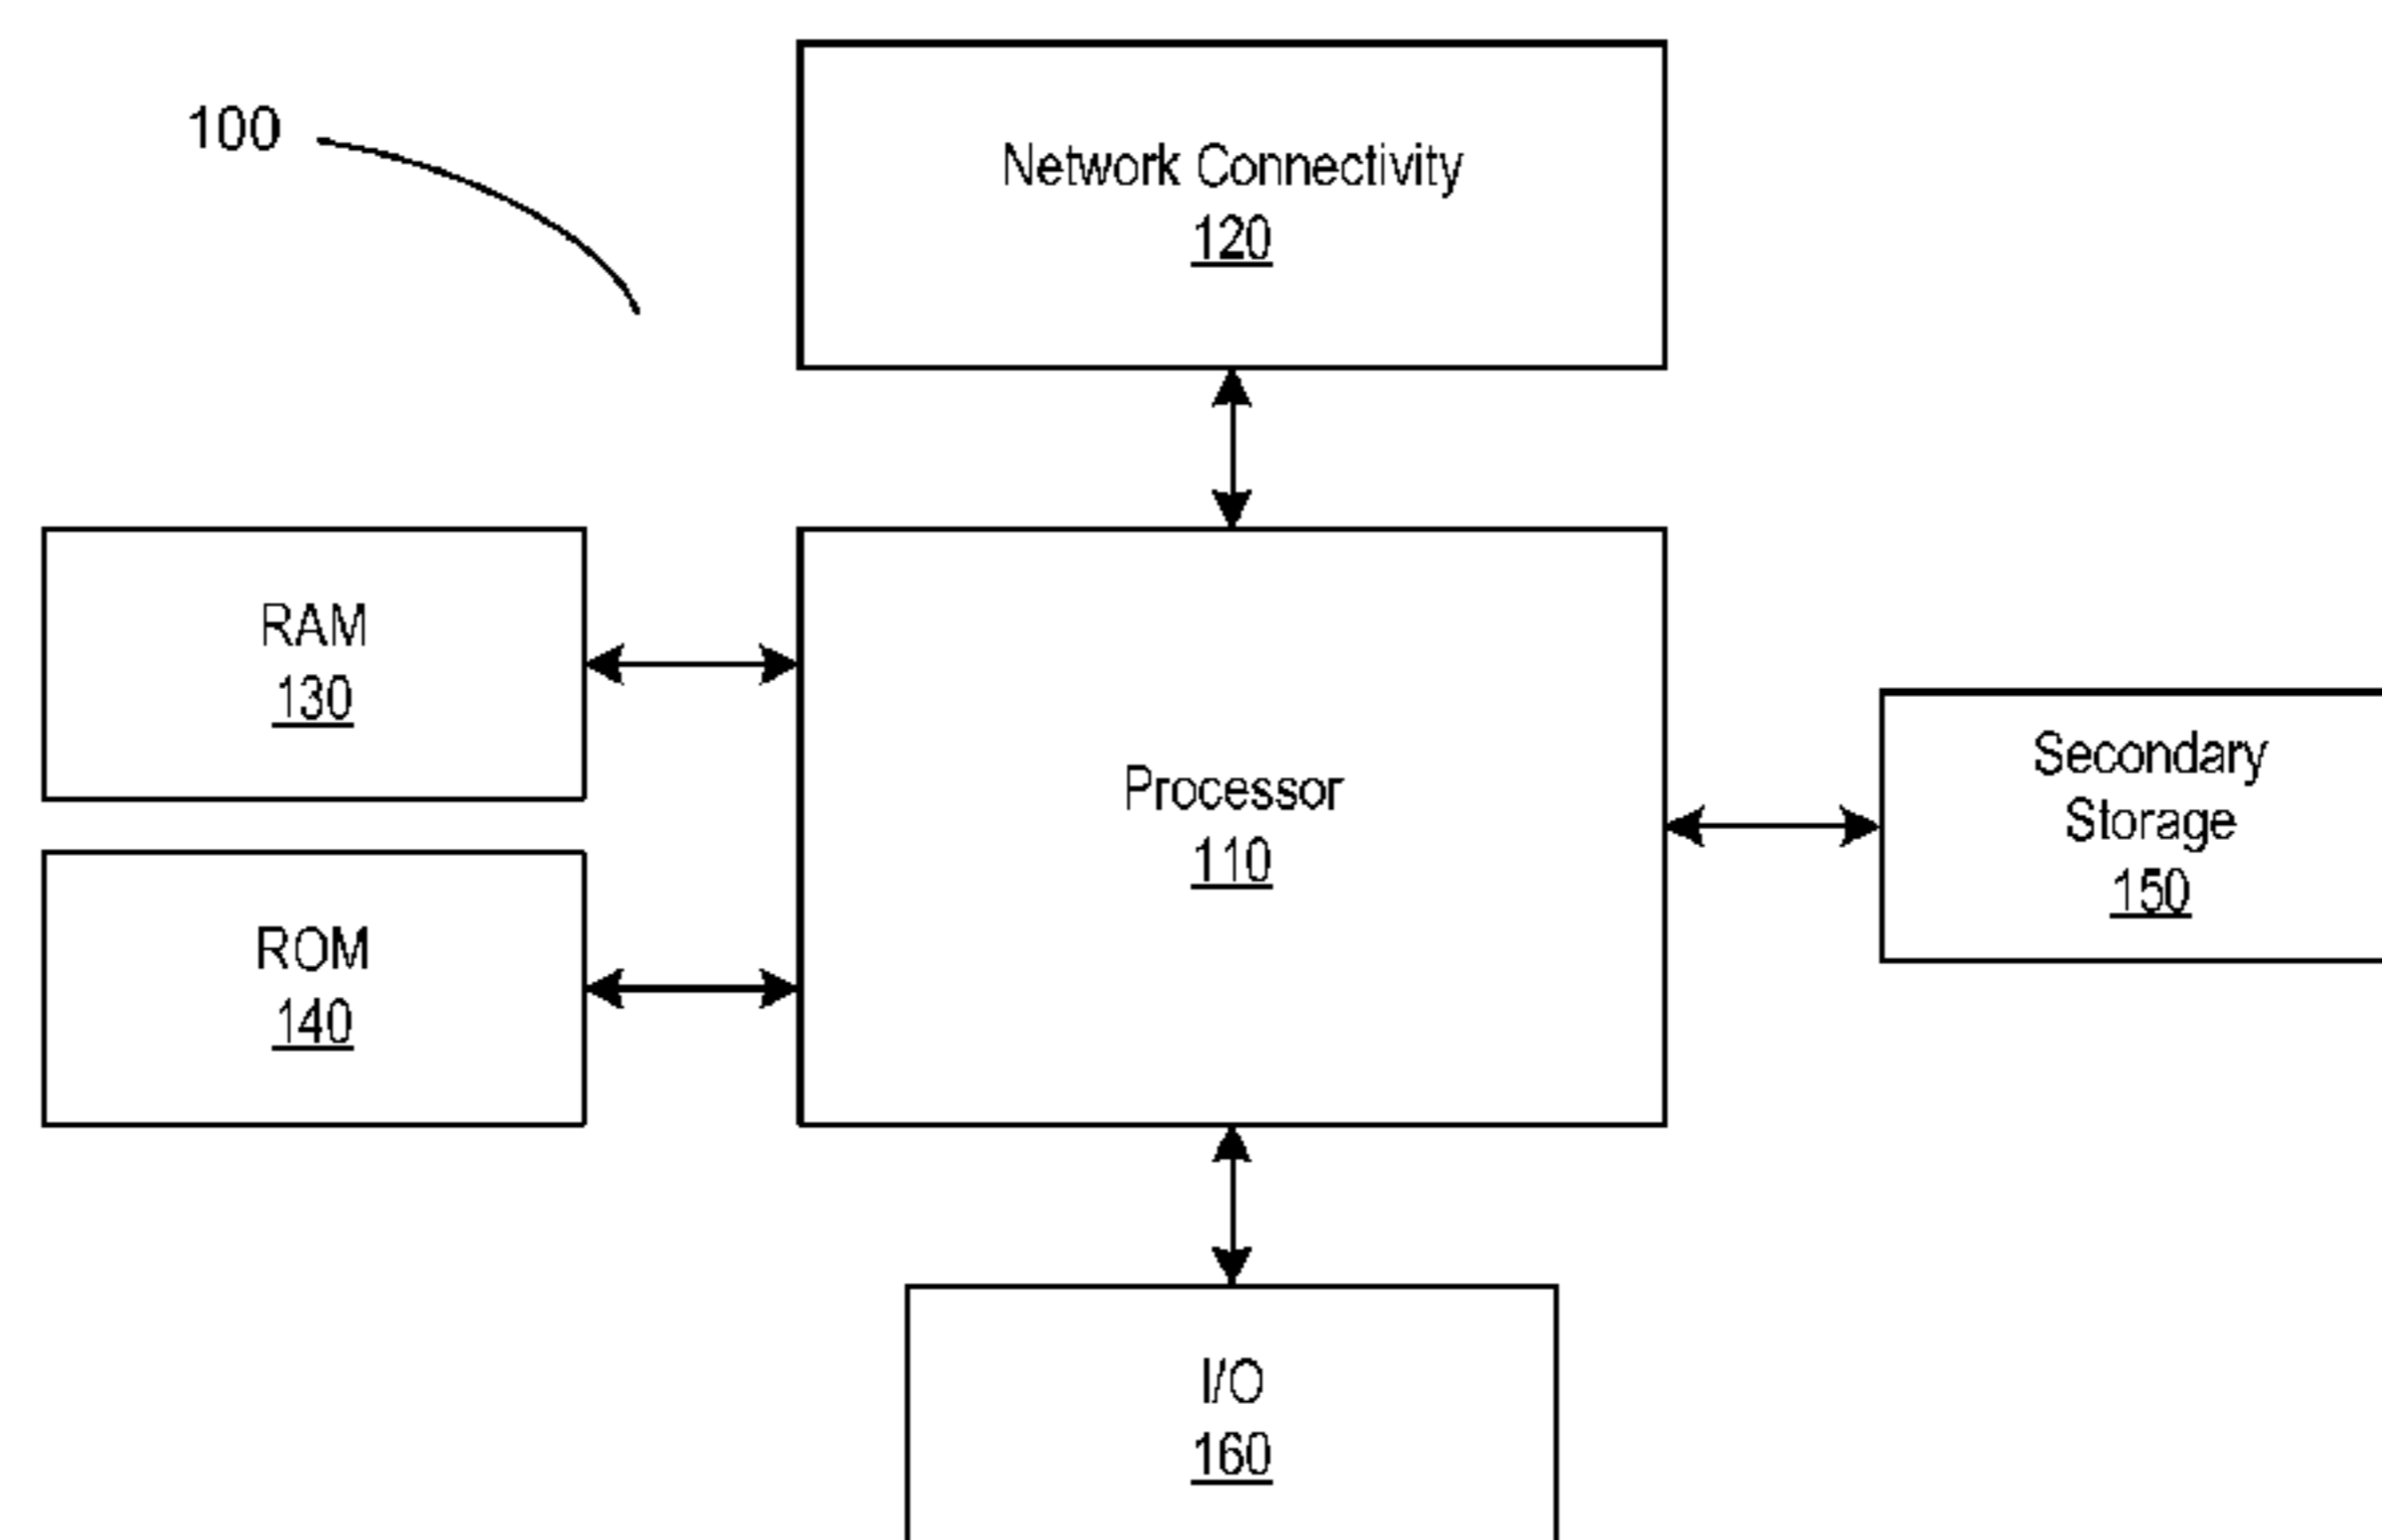 100
Network Connectivity
120
RAM
130
Processor
110
Secondary
Storage
150
ROM
140
I/O
160